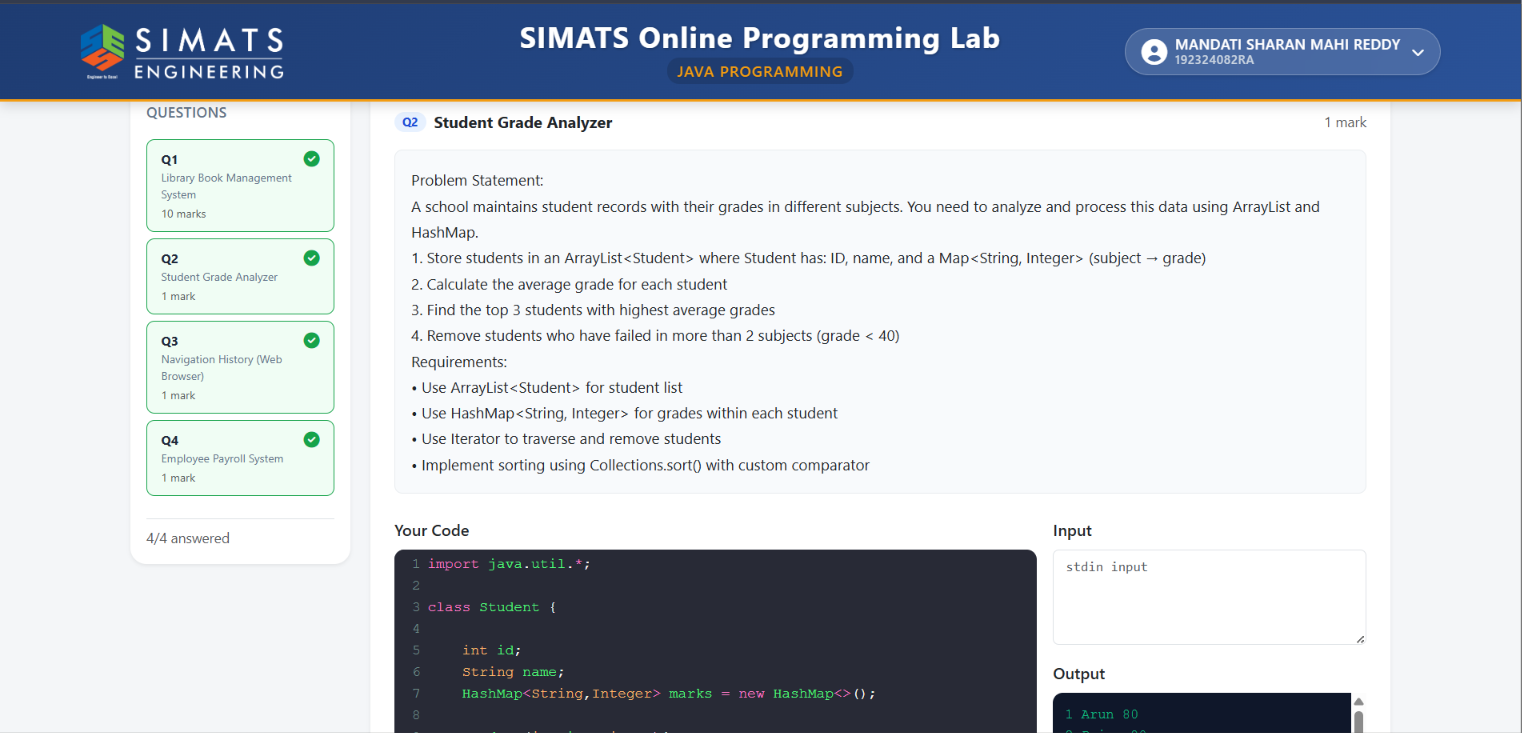 SIMATS
ENGINEERING
Engineer to Excel
SIMATS Online Programming Lab
JAVA PROGRAMMING
MANDATI SHARAN MAHI REDDY
192324082RA
QUESTIONS
Q1
Library Book Management
System
10 marks
Q2
Student Grade Analyzer
1 mark
Q3
Navigation History (Web
Browser)
1 mark
Q4
Employee Payroll System
1 mark
4/4 answered
Q2 Student Grade Analyzer 1 mark
Problem Statement:
A school maintains student records with their grades in different subjects. You need to analyze and process this data using ArrayList and
HashMap.
1. Store students in an ArrayList<Student> where Student has: ID, name, and a Map<String, Integer> (subject → grade)
2. Calculate the average grade for each student
3. Find the top 3 students with highest average grades
4. Remove students who have failed in more than 2 subjects (grade < 40)
Requirements:
• Use ArrayList<Student> for student list
• Use HashMap<String, Integer> for grades within each student
• Use Iterator to traverse and remove students
• Implement sorting using Collections.sort() with custom comparator
Your Code
1 import java.util.*;
2
3 class Student {
4
5 int id;
6 String name;
7 HashMap<String,Integer> marks = new HashMap<>();
8
Input
stdin input
Output
1 Arun 80